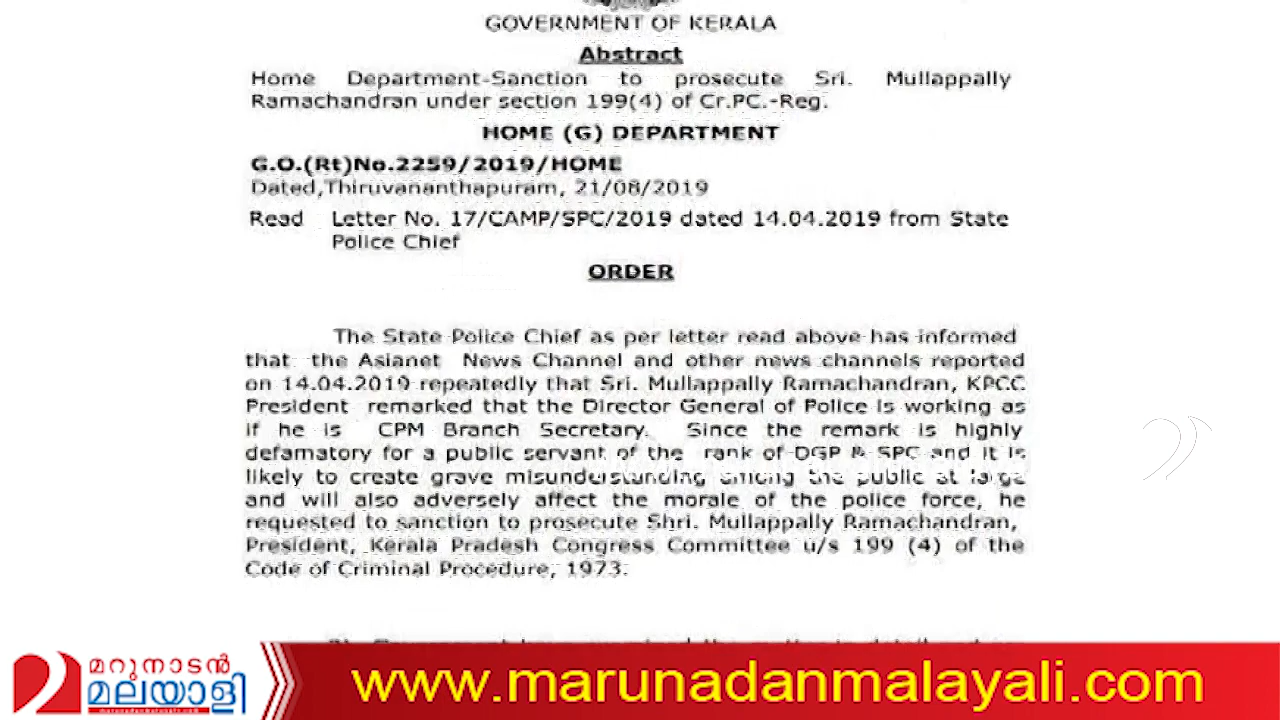 GOVERNMENT OF KERALA
Abstract
Home Department-Sanction to prosecute Sri. Mullappally
Ramachandran under section 199(4) of Cr.PC.-Reg.
HOME (G) DEPARTMENT
G.O.(Rt)No.2259/2019/HOME
Dated,Thiruvananthapuram, 21/08/2019
Read Letter No. 17/CAMP/SPC/2019 dated 14.04.2019 from State
Police Chief
ORDER
The State Police Chief as per letter read above has informed
that the Asianet News Channel and other news channels reported
on 14.04.2019 repeatedly that Sri. Mullappally Ramachandran, KPCC
President remarked that the Director General of Police is working as
if he is CPM Branch Secretary. Since the remark is highly
defamatory for a public servant of the rank of DGP & SPC and it is
likely to create grave misunderstanding among the public at large
and will also adversely affect the morale of the police force, he
requested to sanction to prosecute Shri. Mullappally Ramachandran,
President, Kerala Pradesh Congress Committee u/s 199 (4) of the
Code of Criminal Procedure, 1973.
മറുനാടൻ
മലയാളി
www.marunadanmalayali.com